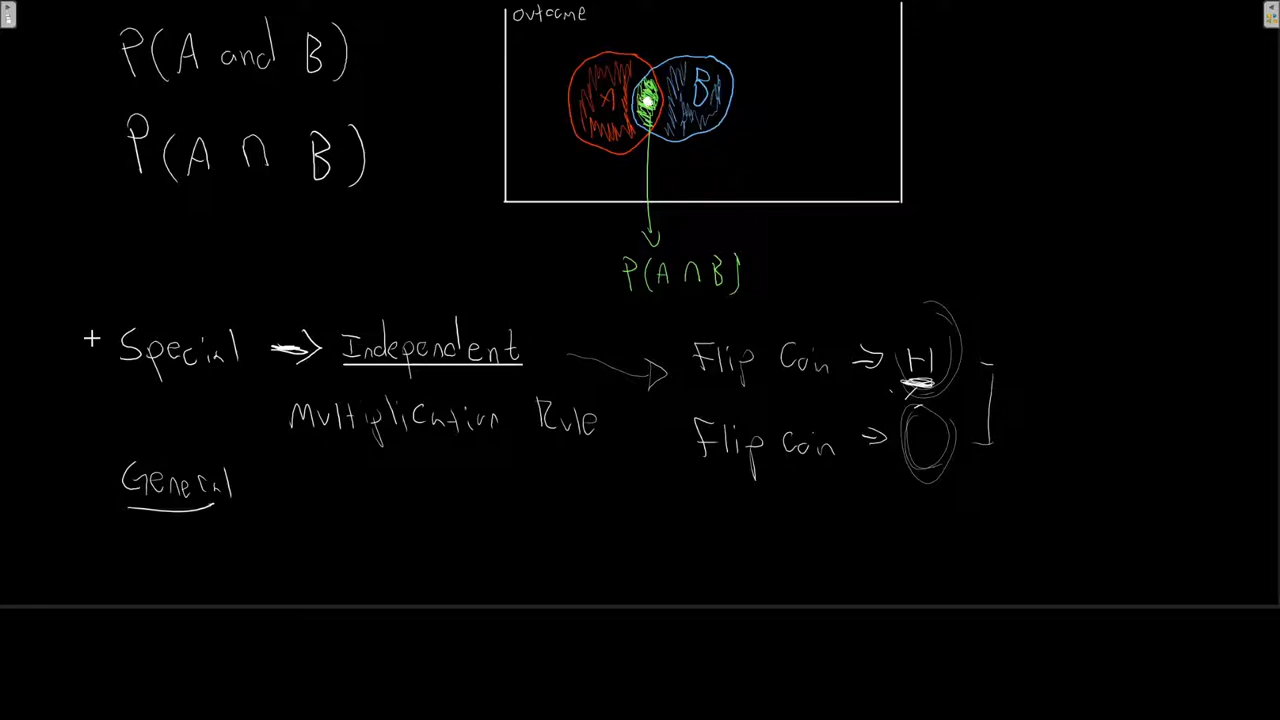 outcome
P(A and B)
A B
P(A ∩ B)
P(A ∩ B)
+ Special → Independent
Flip Coin ⇒ H
Multiplication Rule
Flip Coin ⇒
General